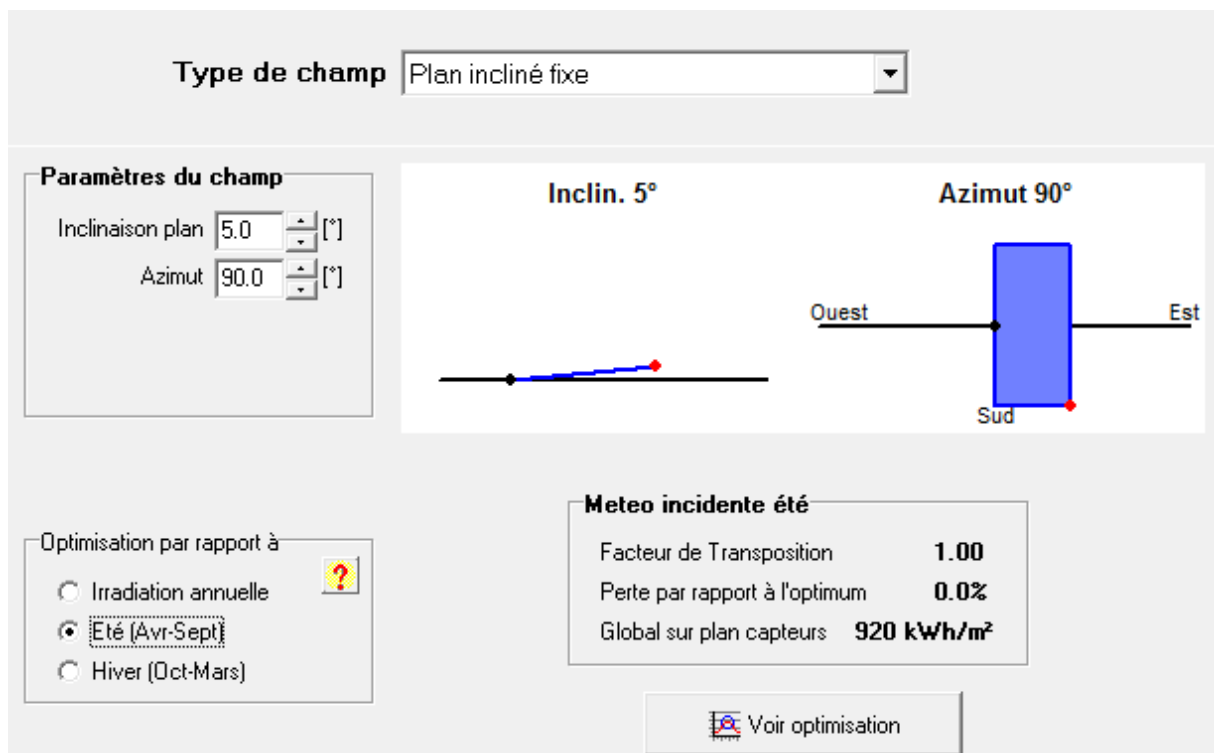 Type de champ Plan incliné fixe
Paramètres du champ
Inclinaison plan 5.0 [°]
Azimut 90.0 [°]
Inclin. 5°
Azimut 90°
Ouest
Est
Sud
Optimisation par rapport à
?
Irradiation annuelle
Eté (Avr-Sept)
Hiver (Oct-Mars)
Meteo incidente été
Facteur de Transposition 1.00
Perte par rapport à l'optimum 0.0%
Global sur plan capteurs 920 kWh/m²
Voir optimisation